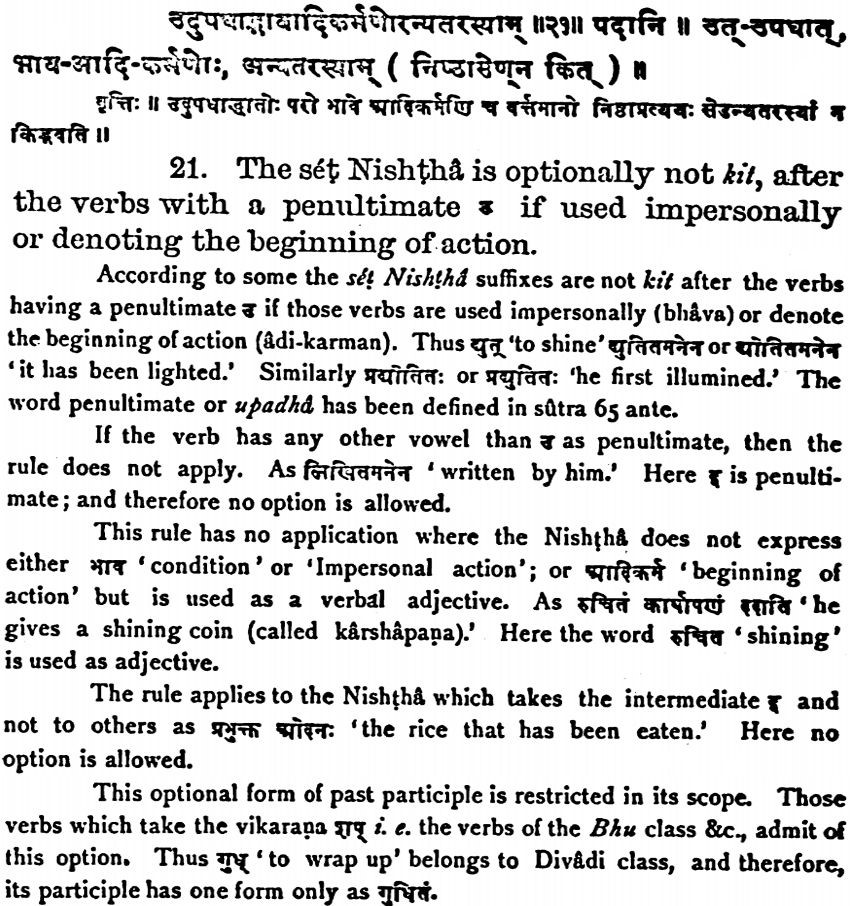 उदुपधाद्भावादिकर्मणोरन्यतरस्याम् ॥२१॥ पदानि ॥ उत्-उपधात्,
भाव-आदि-कर्मणोः, अन्यतरस्याम् ( निष्ठासेण्न कित् ) ॥
वृत्तिः ॥ उदुपधाद्धातोः परो भावे आदिकर्मणि च वर्त्तमानो निष्ठाप्रत्ययः सेडन्यतरस्यां न
किद्भवति ॥
21. The séṭ Nishṭhâ is optionally not kit, after
the verbs with a penultimate उ if used impersonally
or denoting the beginning of action.
According to some the séṭ Nishṭhâ suffixes are not kit after the verbs
having a penultimate उ if those verbs are used impersonally (bhâva) or denote
the beginning of action (âdi-karman). Thus द्युत् 'to shine' द्युतितमनेन or द्योतितमनेन
'it has been lighted.' Similarly प्रद्योतितः or प्रद्युतितः 'he first illumined.' The
word penultimate or upadhâ has been defined in sûtra 65 ante.
If the verb has any other vowel than उ as penultimate, then the
rule does not apply. As लिखितमनेन 'written by him.' Here इ is penulti-
mate; and therefore no option is allowed.
This rule has no application where the Nishṭhâ does not express
either भाव 'condition' or 'Impersonal action'; or आदिकर्म 'beginning of
action' but is used as a verbal adjective. As रुचितं कार्षापणं ददाति 'he
gives a shining coin (called kârshâpaṇa).' Here the word रुचित 'shining'
is used as adjective.
The rule applies to the Nishṭhâ which takes the intermediate इ and
not to others as प्रभुक्त ओदनः 'the rice that has been eaten.' Here no
option is allowed.
This optional form of past participle is restricted in its scope. Those
verbs which take the vikaraṇa शप् i. e. the verbs of the Bhu class &c., admit of
this option. Thus गुध् 'to wrap up' belongs to Divâdi class, and therefore,
its participle has one form only as गुधितं.